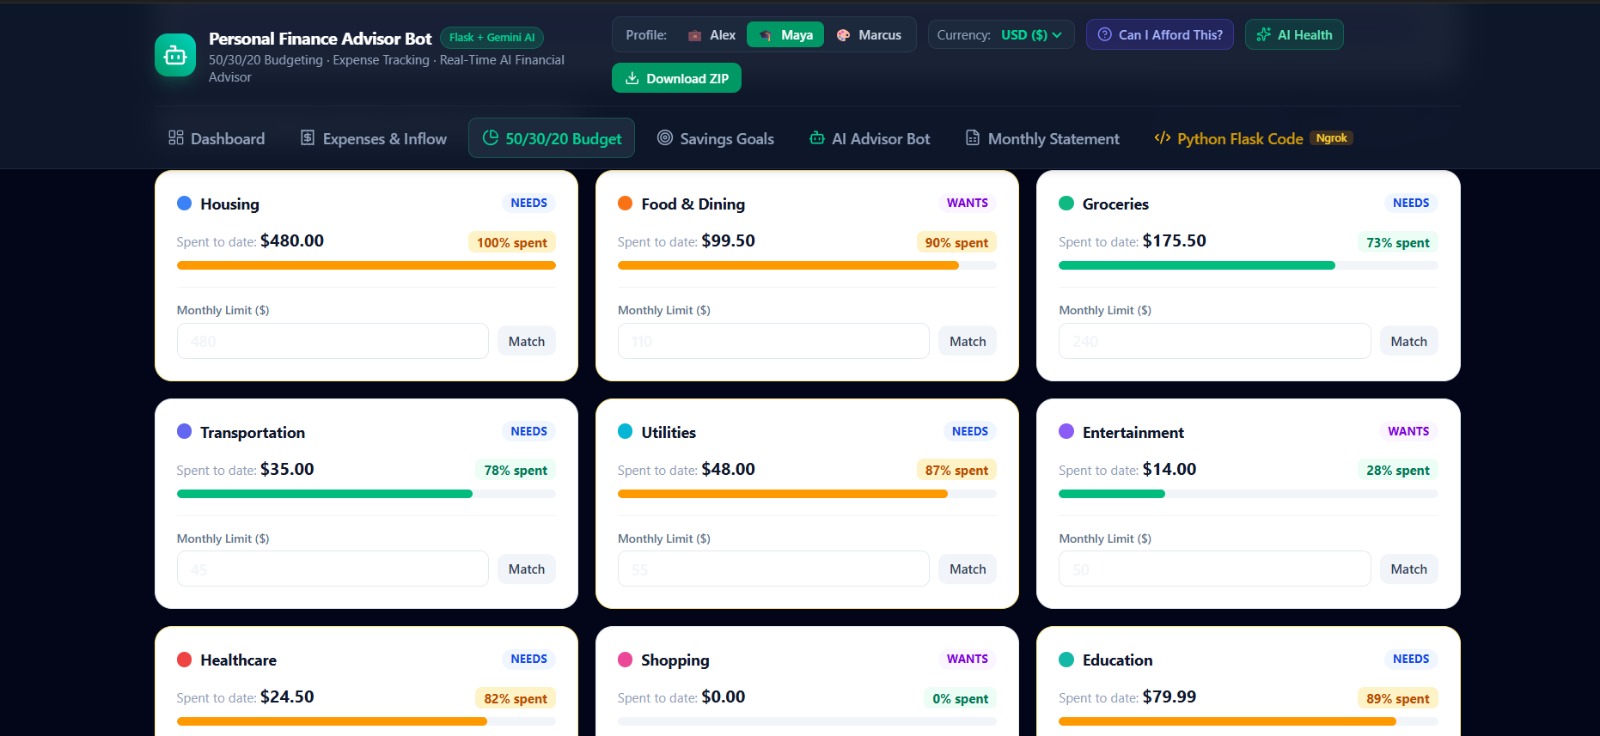 Personal Finance Advisor Bot
Flask + Gemini AI
50/30/20 Budgeting · Expense Tracking · Real-Time AI Financial
Advisor
Profile:
Alex
Maya
Marcus
Currency: USD ($)
Can I Afford This?
AI Health
Download ZIP
Dashboard
Expenses & Inflow
50/30/20 Budget
Savings Goals
AI Advisor Bot
Monthly Statement
</> Python Flask Code
Ngrok
Housing
NEEDS
Spent to date: $480.00
100% spent
Monthly Limit ($)
480
Match
Food & Dining
WANTS
Spent to date: $99.50
90% spent
Monthly Limit ($)
110
Match
Groceries
NEEDS
Spent to date: $175.50
73% spent
Monthly Limit ($)
240
Match
Transportation
NEEDS
Spent to date: $35.00
78% spent
Monthly Limit ($)
45
Match
Utilities
NEEDS
Spent to date: $48.00
87% spent
Monthly Limit ($)
55
Match
Entertainment
WANTS
Spent to date: $14.00
28% spent
Monthly Limit ($)
50
Match
Healthcare
NEEDS
Spent to date: $24.50
82% spent
Shopping
WANTS
Spent to date: $0.00
0% spent
Education
NEEDS
Spent to date: $79.99
89% spent